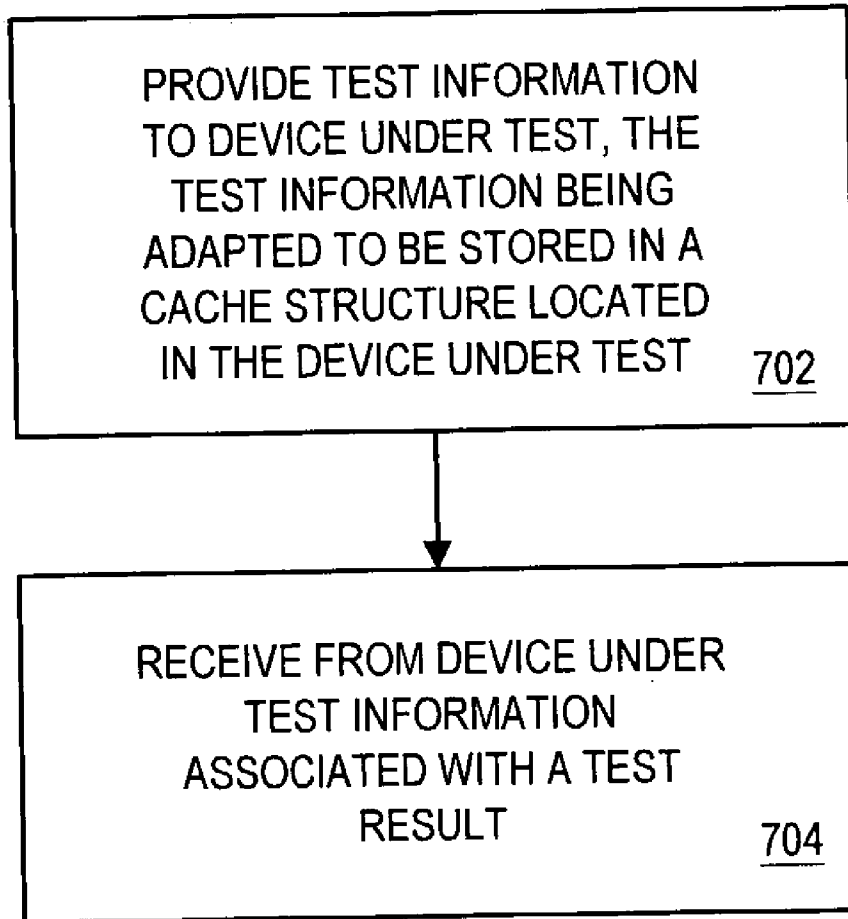 PROVIDE TEST INFORMATION
TO DEVICE UNDER TEST, THE
TEST INFORMATION BEING
ADAPTED TO BE STORED IN A
CACHE STRUCTURE LOCATED
IN THE DEVICE UNDER TEST
702
RECEIVE FROM DEVICE UNDER
TEST INFORMATION
ASSOCIATED WITH A TEST
RESULT
704